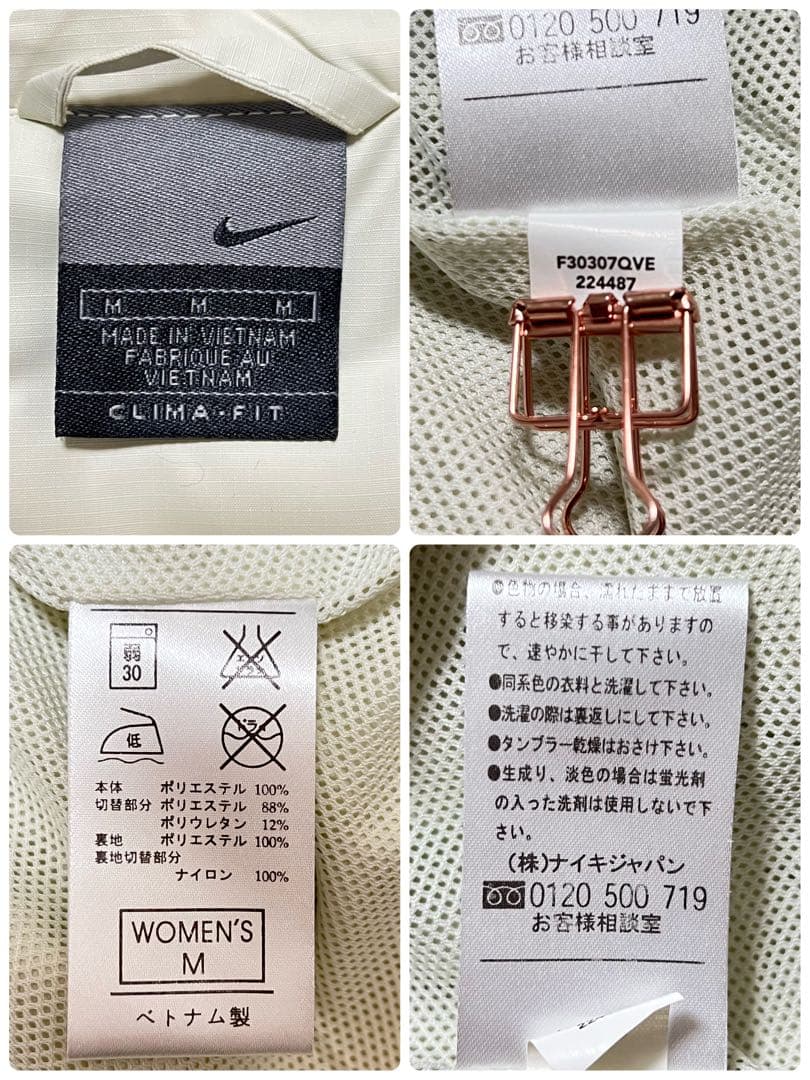 M M M
MADE IN VIETNAM
FABRIQUE AU
VIETNAM
CLIMA-FIT
0120 500 719
お客様相談室
F30307QVE
224487
弱
30
エンソ
低
ドライ
本体 ポリエステル 100%
切替部分 ポリエステル 88%
ポリウレタン 12%
裏地 ポリエステル 100%
裏地切替部分
ナイロン 100%
WOMEN'S
M
ベトナム製
色物の場合、濡れたままで放置
すると移染する事がありますの
で、速やかに干して下さい。
●同系色の衣料と洗濯して下さい。
●洗濯の際は裏返しにして下さい。
●タンブラー乾燥はおさけ下さい。
●生成り、淡色の場合は蛍光剤
の入った洗剤は使用しないで下
さい。
(株)ナイキジャパン
0120 500 719
お客様相談室